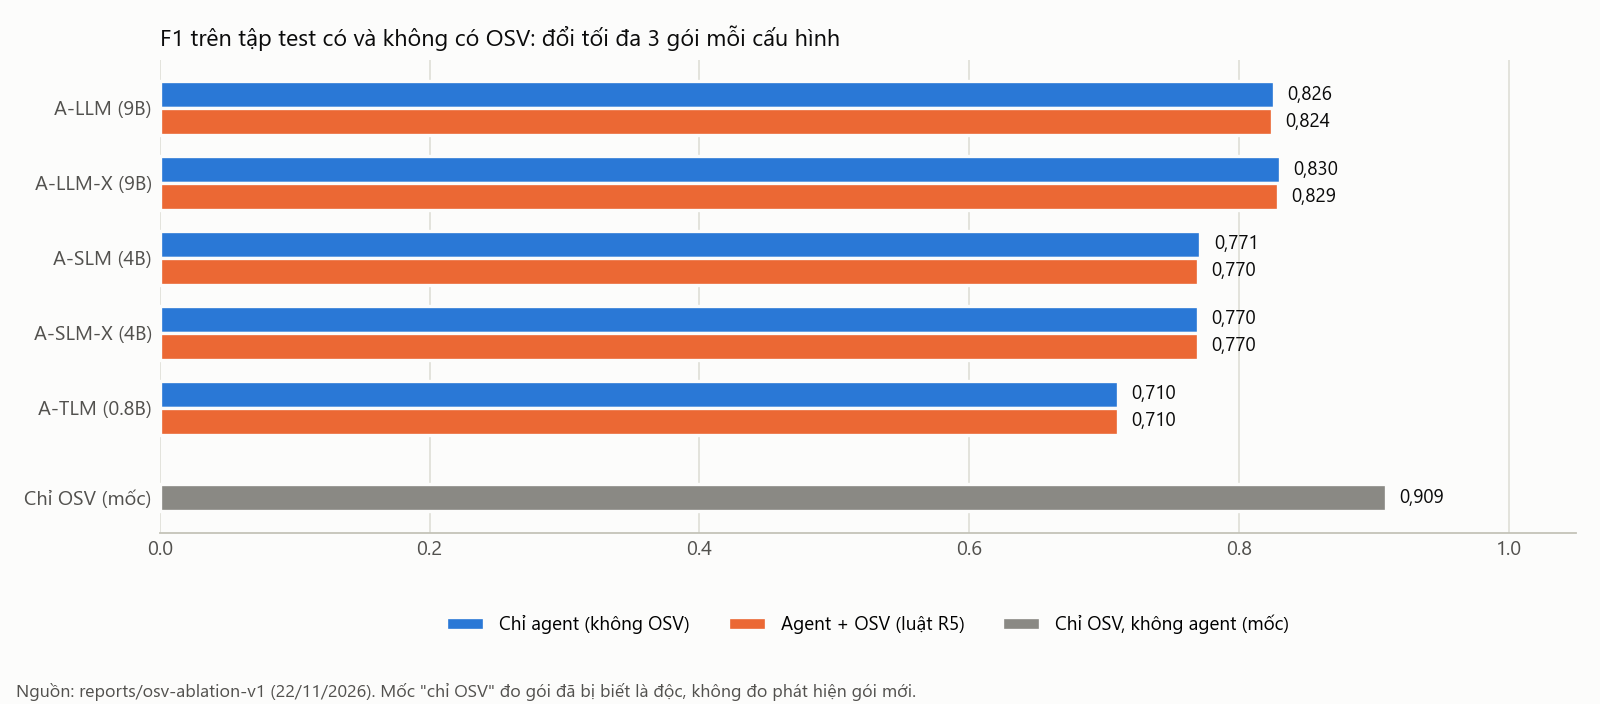 F1 trên tập test có và không có OSV: đổi tối đa 3 gói mỗi cấu hình
A-LLM (9B)
0,826
0,824
A-LLM-X (9B)
0,830
0,829
A-SLM (4B)
0,771
0,770
A-SLM-X (4B)
0,770
0,770
A-TLM (0.8B)
0,710
0,710
Chỉ OSV (mốc)
0,909
0.0 0.2 0.4 0.6 0.8 1.0
Chỉ agent (không OSV) Agent + OSV (luật R5) Chỉ OSV, không agent (mốc)
Nguồn: reports/osv-ablation-v1 (22/11/2026). Mốc "chỉ OSV" đo gói đã bị biết là độc, không đo phát hiện gói mới.